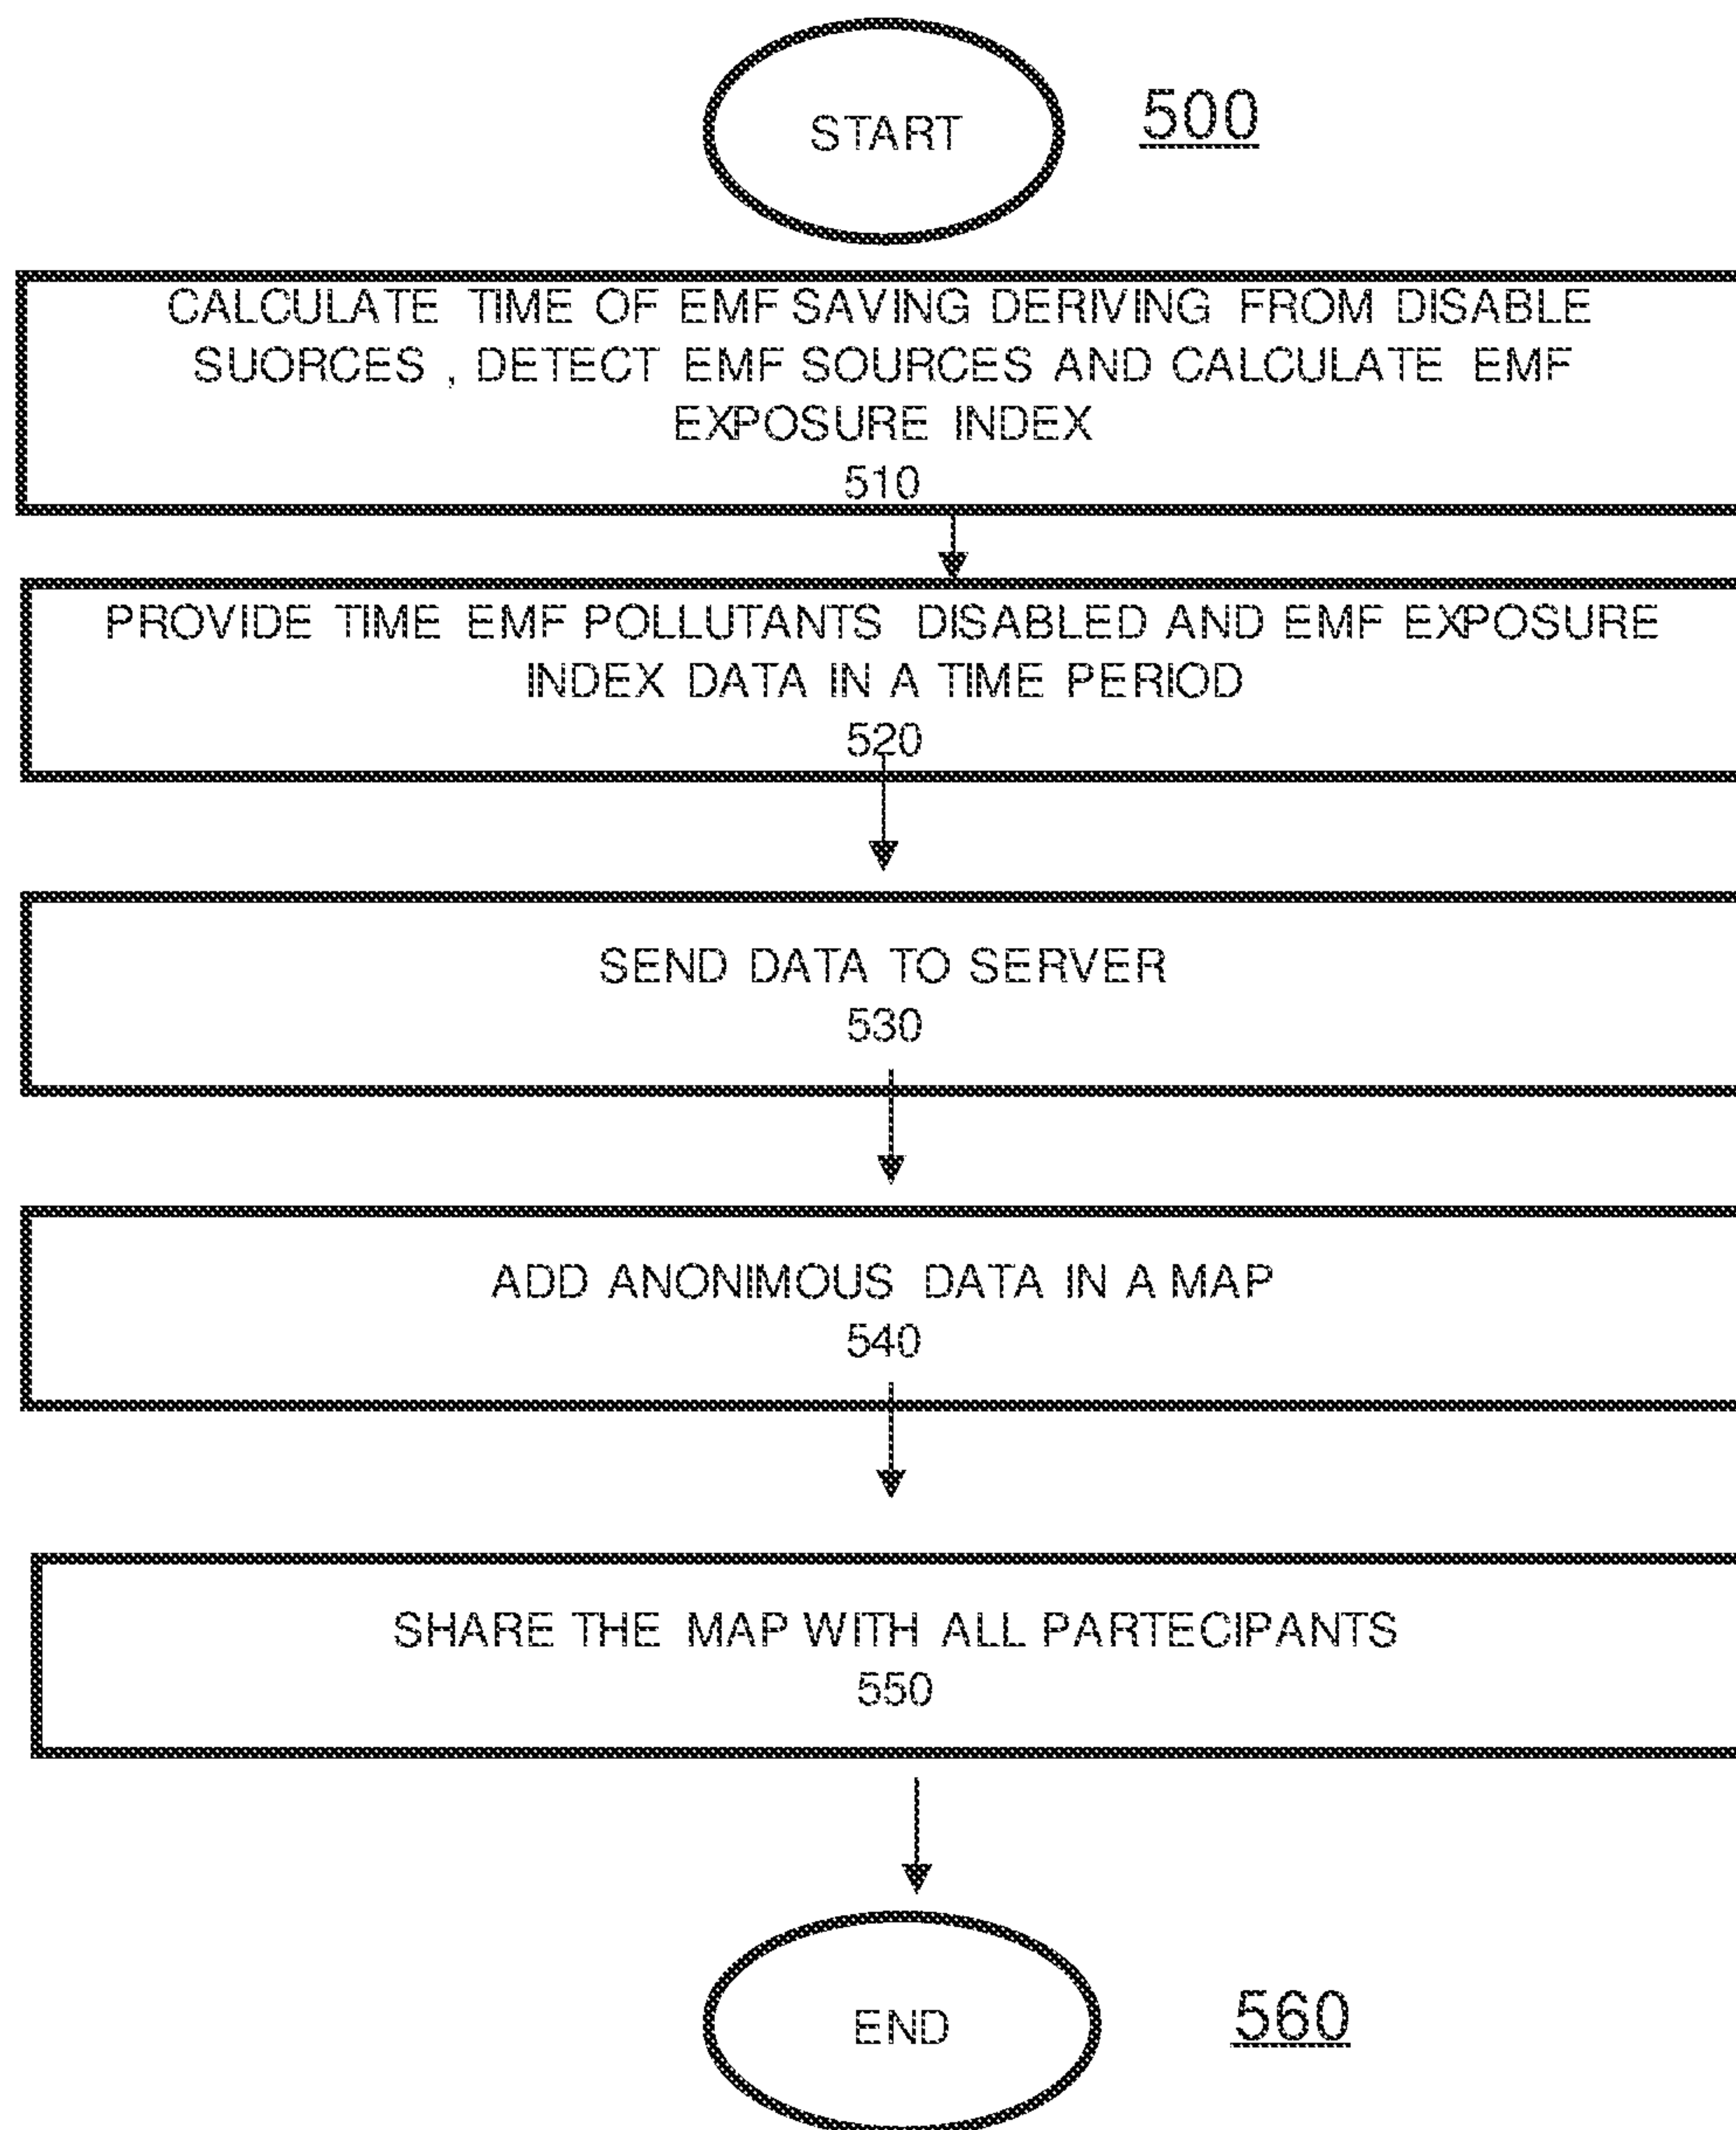 START
500
CALCULATE TIME OF EMF SAVING DERIVING FROM DISABLE
SUORCES , DETECT EMF SOURCES AND CALCULATE EMF
EXPOSURE INDEX
510
PROVIDE TIME EMF POLLUTANTS DISABLED AND EMF EXPOSURE
INDEX DATA IN A TIME PERIOD
520
SEND DATA TO SERVER
530
ADD ANONIMOUS DATA IN A MAP
540
SHARE THE MAP WITH ALL PARTECIPANTS
550
END
560